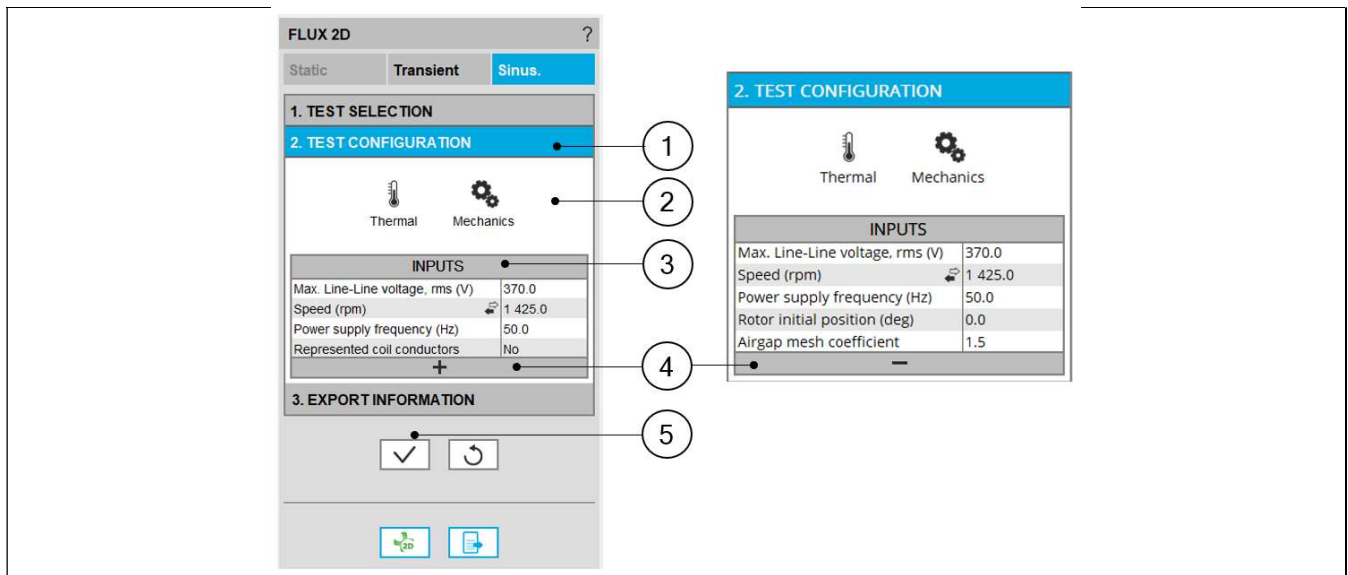 FLUX 2D ?
Static Transient Sinus.
1. TEST SELECTION
2. TEST CONFIGURATION
Thermal Mechanics
INPUTS
Max. Line-Line voltage, rms (V) 370.0
Speed (rpm) 1 425.0
Power supply frequency (Hz) 50.0
Represented coil conductors No
+
3. EXPORT INFORMATION
2D
1
2
3
4
5
2. TEST CONFIGURATION
Thermal Mechanics
INPUTS
Max. Line-Line voltage, rms (V) 370.0
Speed (rpm) 1 425.0
Power supply frequency (Hz) 50.0
Rotor initial position (deg) 0.0
Airgap mesh coefficient 1.5
−